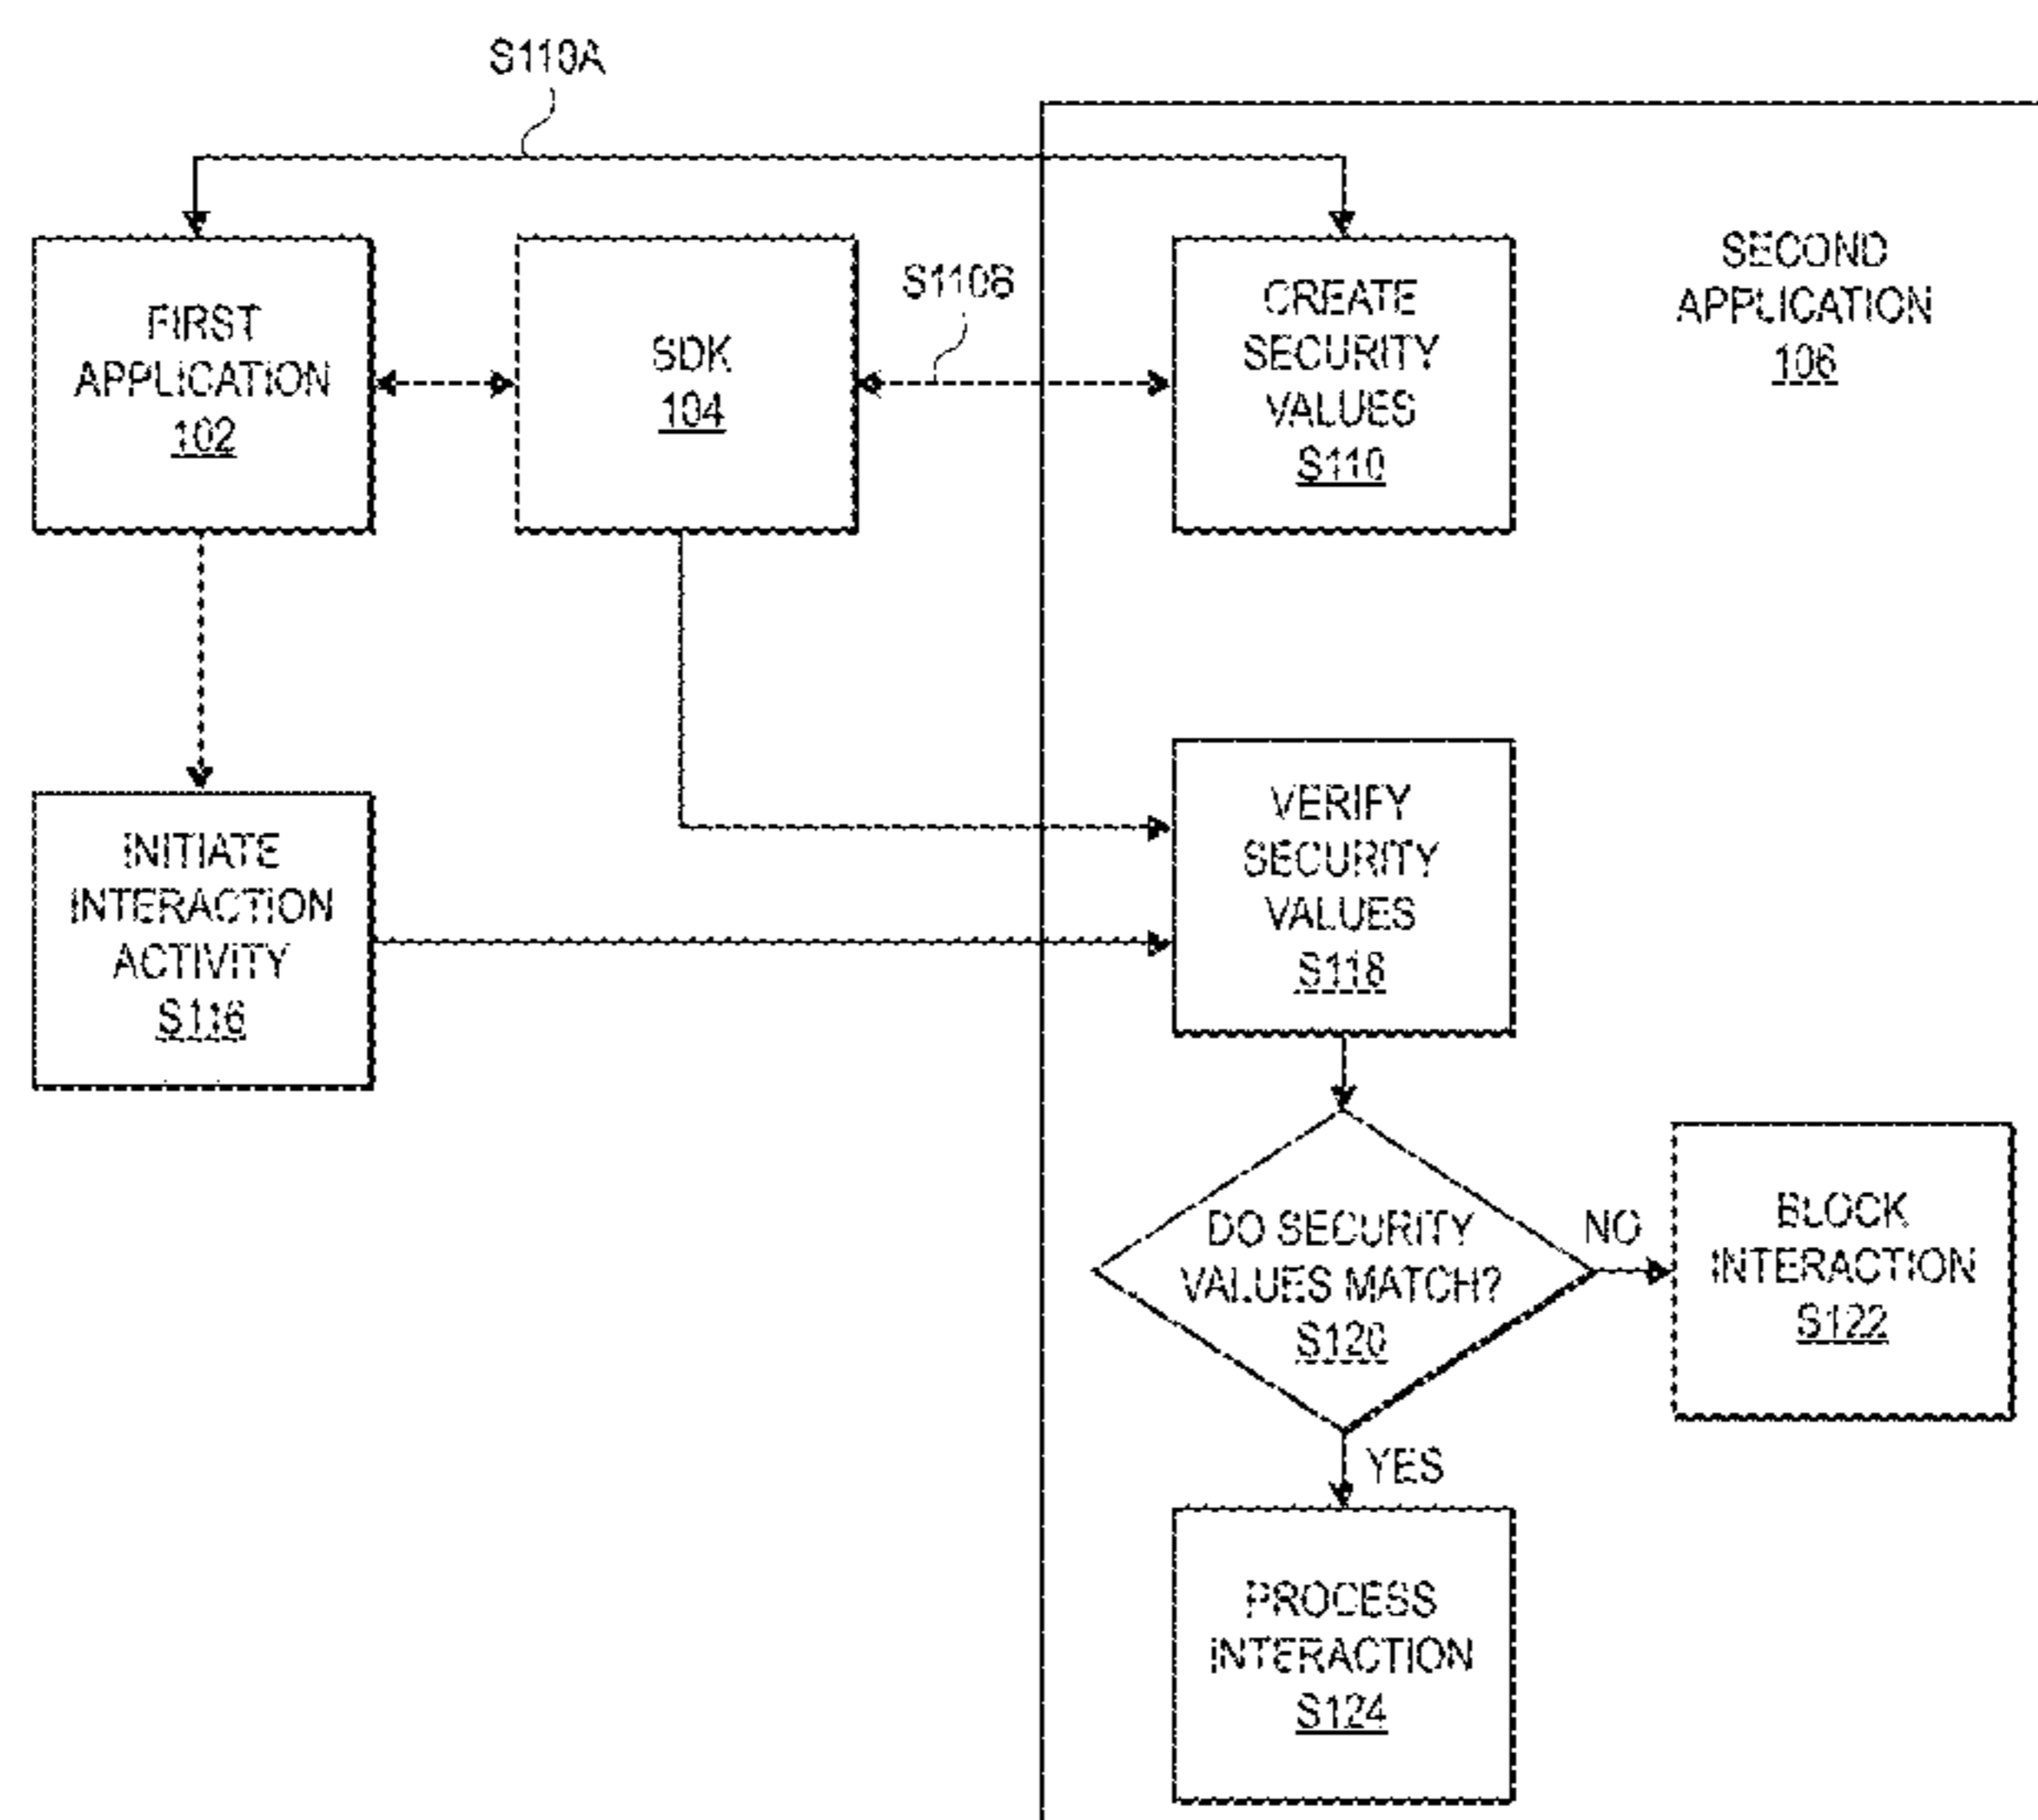 S110A
FIRST
APPLICATION
102
SDK
104
S110B
CREATE
SECURITY
VALUES
S110
SECOND
APPLICATION
106
INITIATE
INTERACTION
ACTIVITY
S116
VERIFY
SECURITY
VALUES
S118
DO SECURITY
VALUES MATCH?
S120
NO
BLOCK
INTERACTION
S122
YES
PROCESS
INTERACTION
S124